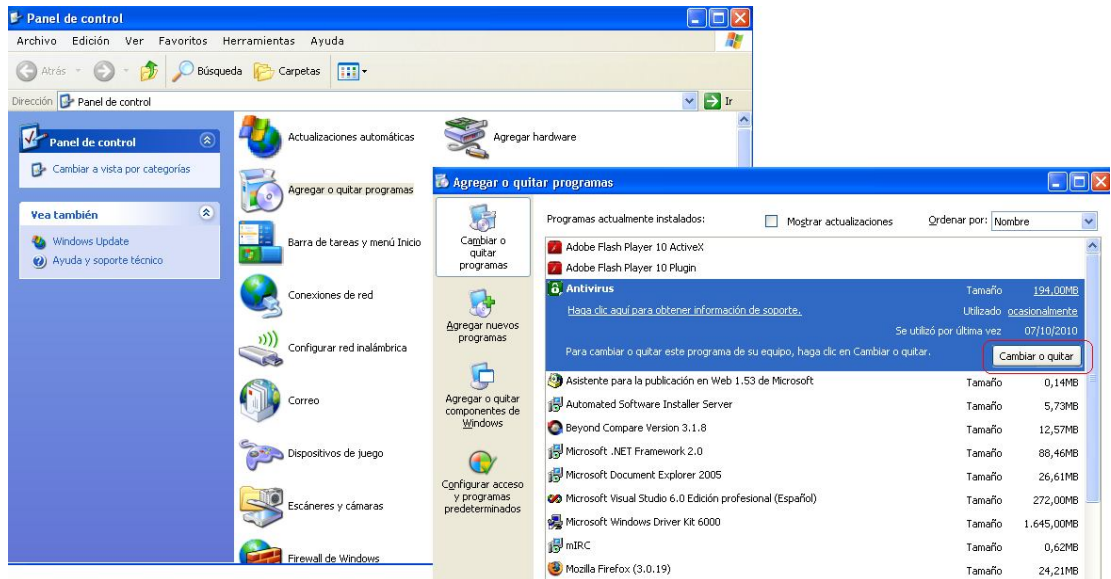 Panel de control
Archivo Edición Ver Favoritos Herramientas Ayuda
Atrás Búsqueda Carpetas
Dirección Panel de control Ir
Panel de control
Cambiar a vista por categorías
Vea también
Windows Update
Ayuda y soporte técnico
Actualizaciones automáticas
Agregar hardware
Agregar o quitar programas
Barra de tareas y menú Inicio
Conexiones de red
Configurar red inalámbrica
Correo
Dispositivos de juego
Escáneres y cámaras
Firewall de Windows
Agregar o quitar programas
Cambiar o
quitar
programas
Agregar nuevos
programas
Agregar o quitar
componentes de
Windows
Configurar acceso
y programas
predeterminados
Programas actualmente instalados: Mostrar actualizaciones Ordenar por: Nombre
Adobe Flash Player 10 ActiveX
Adobe Flash Player 10 Plugin
Antivirus Tamaño 194,00MB
Haga clic aquí para obtener información de soporte. Utilizado ocasionalmente
Se utilizó por última vez 07/10/2010
Para cambiar o quitar este programa de su equipo, haga clic en Cambiar o quitar. Cambiar o quitar
Asistente para la publicación en Web 1.53 de Microsoft Tamaño 0,14MB
Automated Software Installer Server Tamaño 5,73MB
Beyond Compare Version 3.1.8 Tamaño 12,57MB
Microsoft .NET Framework 2.0 Tamaño 88,46MB
Microsoft Document Explorer 2005 Tamaño 26,61MB
Microsoft Visual Studio 6.0 Edición profesional (Español) Tamaño 272,00MB
Microsoft Windows Driver Kit 6000 Tamaño 1.645,00MB
mIRC Tamaño 0,62MB
Mozilla Firefox (3.0.19) Tamaño 24,21MB